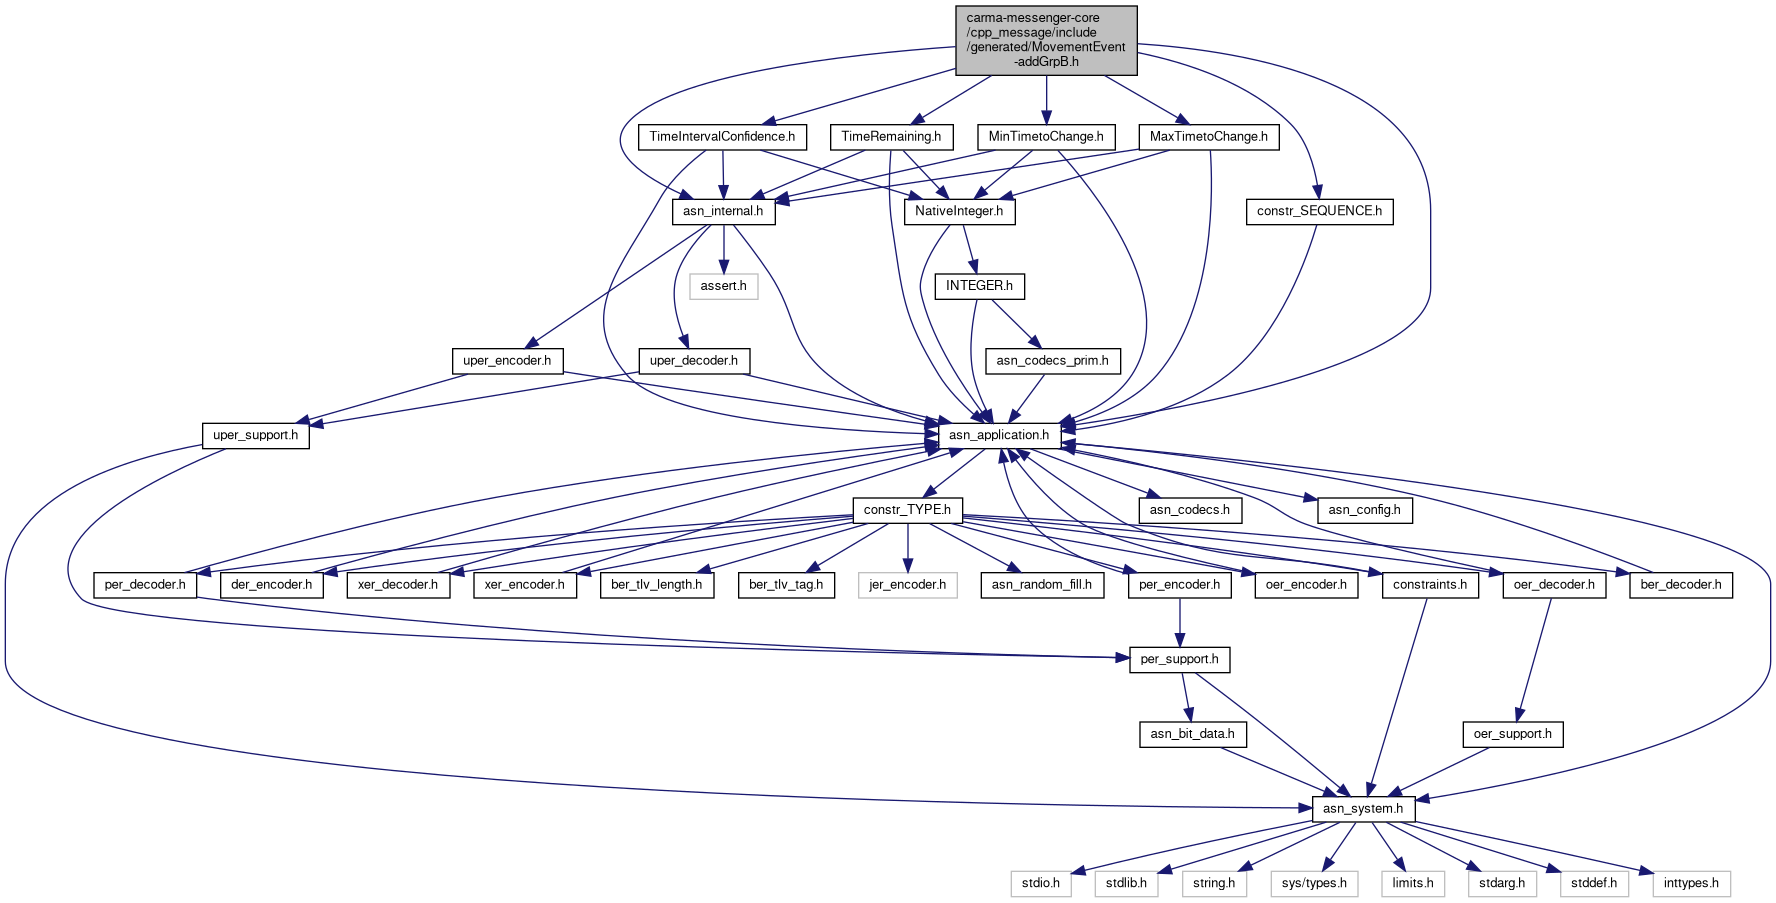 carma-messenger-core
/cpp_message/include
/generated/MovementEvent
-addGrpB.h
TimeIntervalConfidence.h
TimeRemaining.h
MinTimetoChange.h
MaxTimetoChange.h
asn_internal.h
NativeInteger.h
constr_SEQUENCE.h
assert.h
INTEGER.h
uper_encoder.h
uper_decoder.h
asn_codecs_prim.h
uper_support.h
asn_application.h
constr_TYPE.h
asn_codecs.h
asn_config.h
per_decoder.h
der_encoder.h
xer_decoder.h
xer_encoder.h
ber_tlv_length.h
ber_tlv_tag.h
jer_encoder.h
asn_random_fill.h
per_encoder.h
oer_encoder.h
constraints.h
oer_decoder.h
ber_decoder.h
per_support.h
asn_bit_data.h
oer_support.h
asn_system.h
stdio.h
stdlib.h
string.h
sys/types.h
limits.h
stdarg.h
stddef.h
inttypes.h